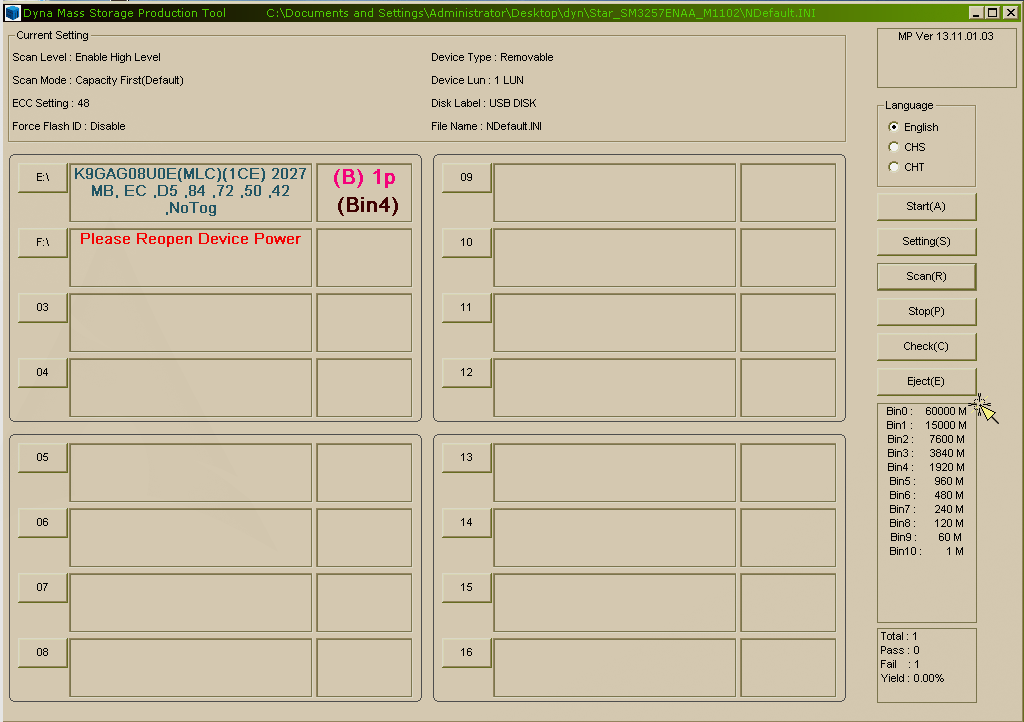 Dyna Mass Storage Production Tool C:\Documents and Settings\Administrator\Desktop\dyn\Star_SM3257ENAA_M1102\NDefault.INI
Current Setting
Scan Level : Enable High Level
Device Type : Removable
Scan Mode : Capacity First(Default)
Device Lun : 1 LUN
ECC Setting : 48
Disk Label : USB DISK
Force Flash ID : Disable
File Name : NDefault.INI
MP Ver 13.11.01.03
Language
English
CHS
CHT
E:\
K9GAG08U0E(MLC)(1CE) 2027
MB, EC ,D5 ,84 ,72 ,50 ,42
,NoTog
(B) 1p
(Bin4)
F:\
Please Reopen Device Power
03
04
09
10
11
12
05
06
07
08
13
14
15
16
Start(A)
Setting(S)
Scan(R)
Stop(P)
Check(C)
Eject(E)
Bin0 : 60000 M
Bin1 : 15000 M
Bin2 : 7600 M
Bin3 : 3840 M
Bin4 : 1920 M
Bin5 : 960 M
Bin6 : 480 M
Bin7 : 240 M
Bin8 : 120 M
Bin9 : 60 M
Bin10 : 1 M
Total : 1
Pass : 0
Fail : 1
Yield : 0.00%